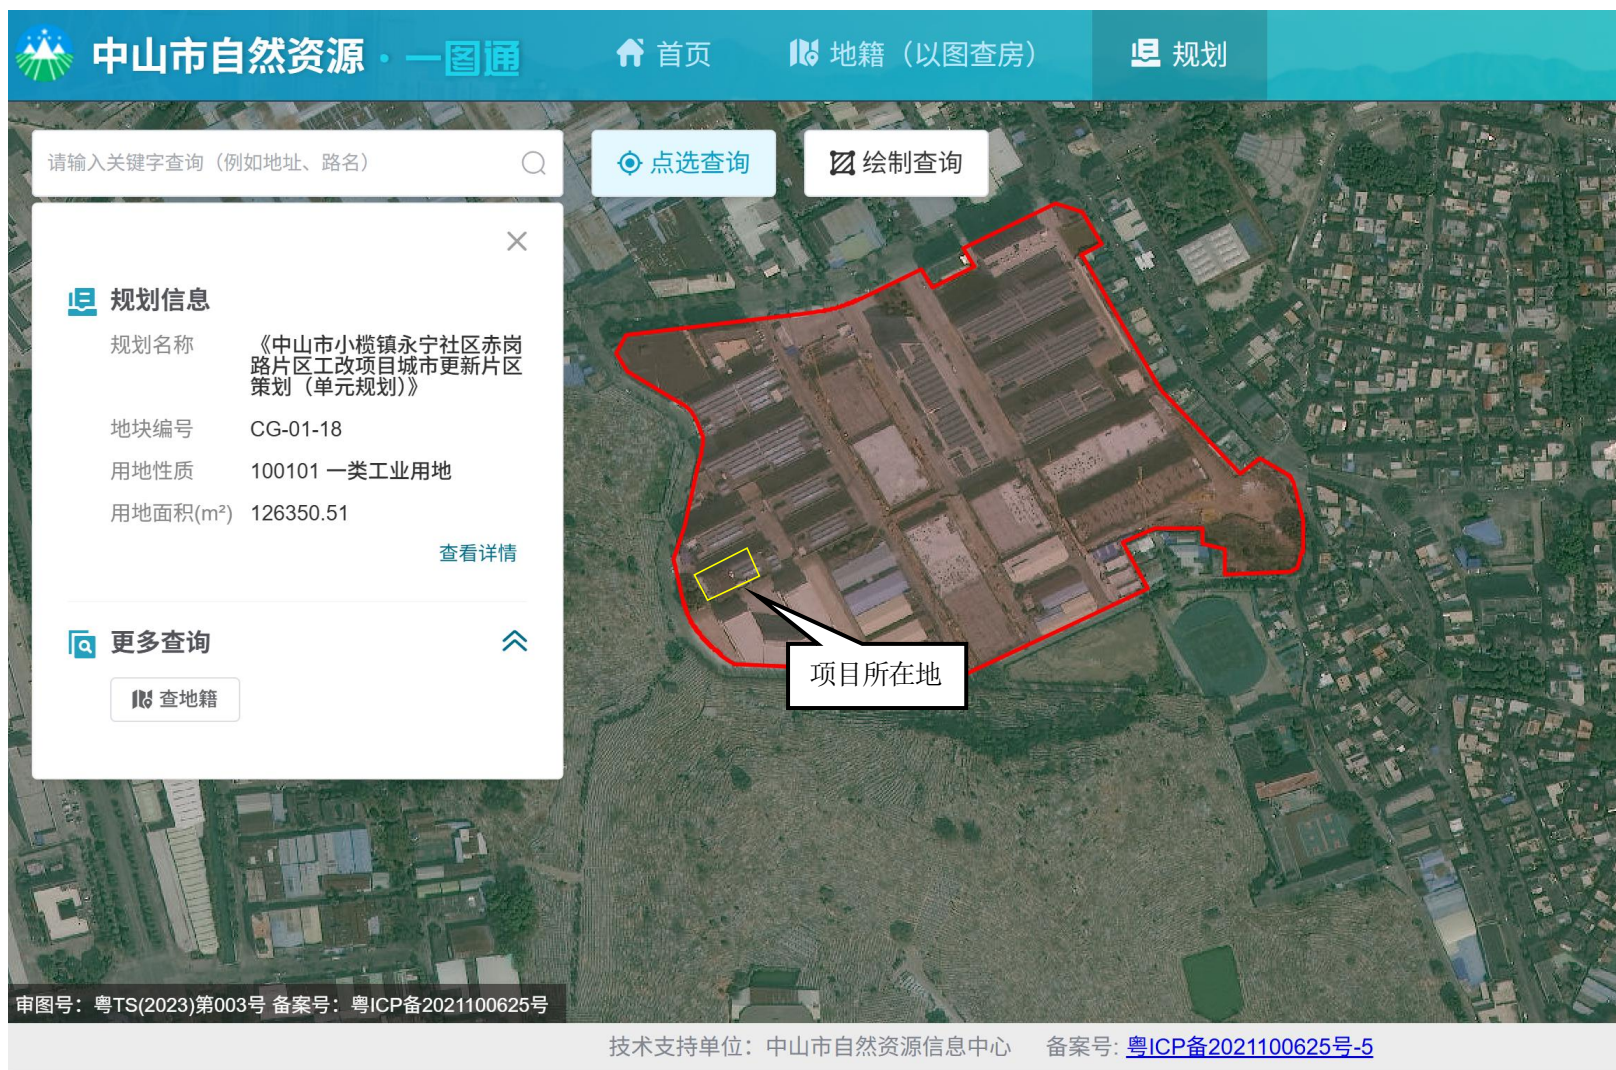 中山市自然资源·一图通
首页
地籍（以图查房）
规划
请输入关键字查询（例如地址、路名）
点选查询
绘制查询
规划信息
规划名称
《中山市小榄镇永宁社区赤岗
路片区工改项目城市更新片区
策划（单元规划）》
地块编号 CG-01-18
用地性质 100101 一类工业用地
用地面积(m²) 126350.51
查看详情
更多查询
查地籍
项目所在地
审图号：粤TS(2023)第003号 备案号：粤ICP备2021100625号
技术支持单位：中山市自然资源信息中心 备案号: 粤ICP备2021100625号-5